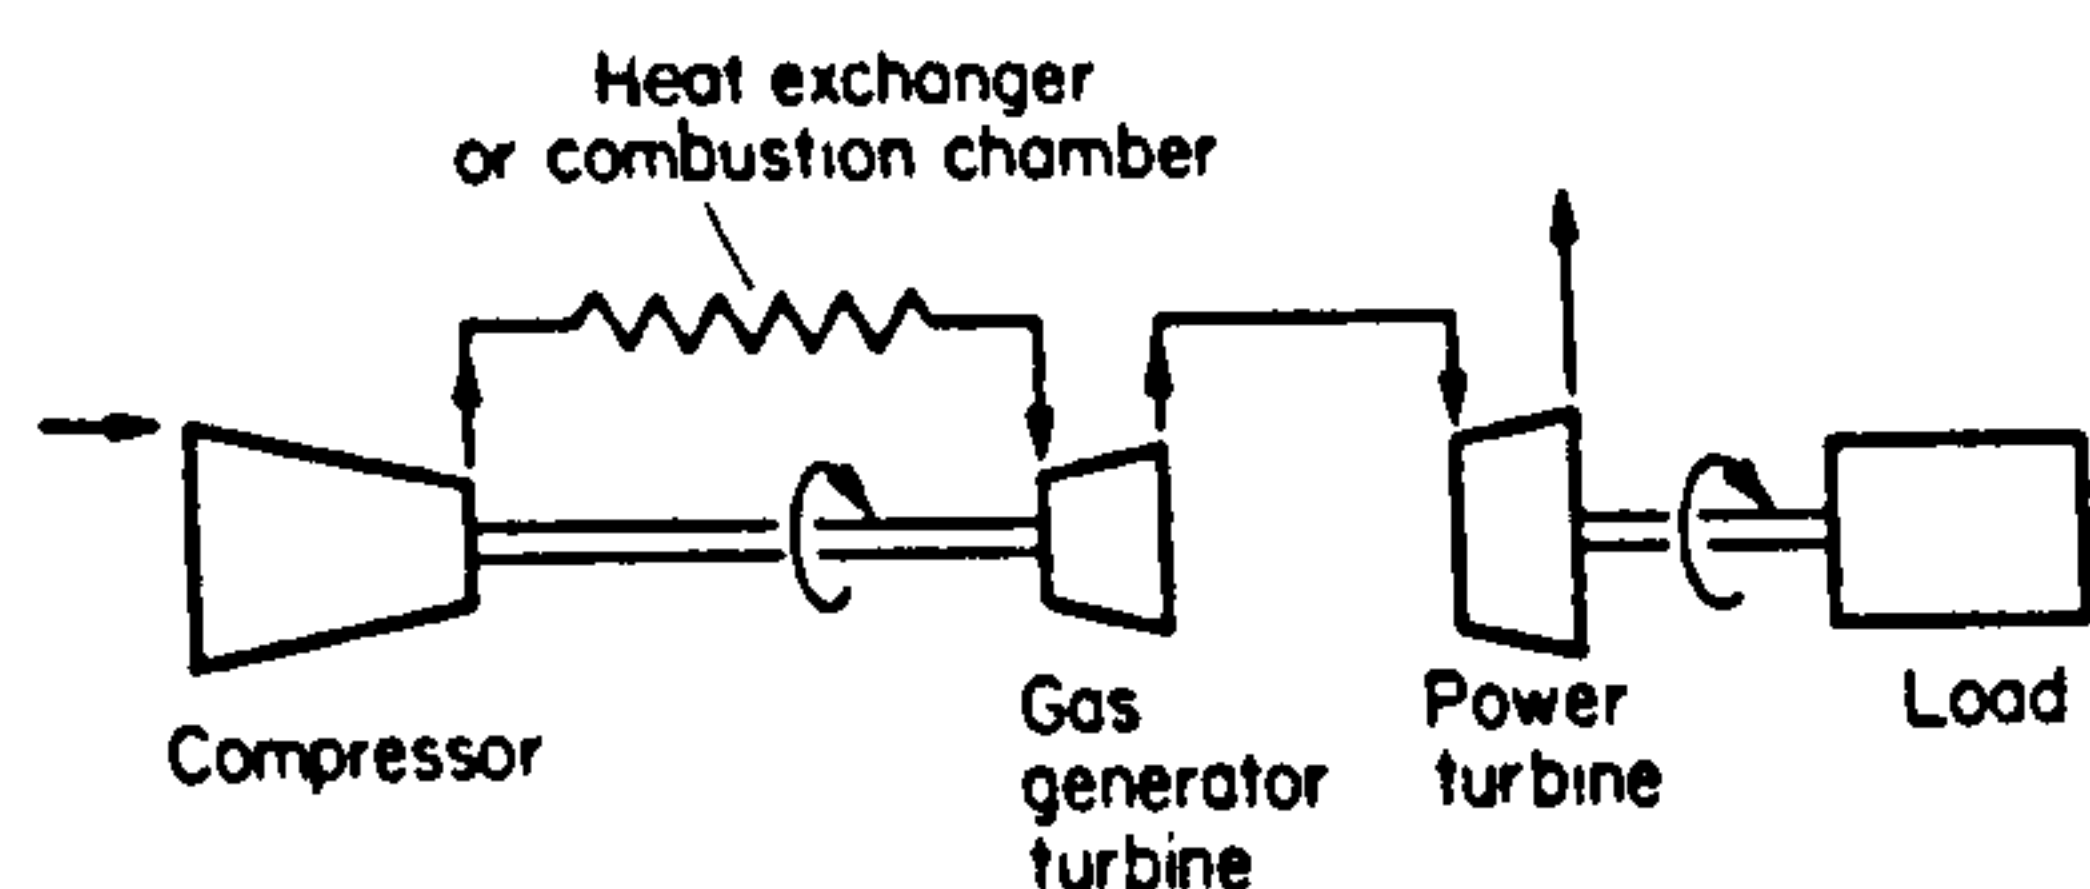 Heat exchanger
or combustion chamber
Compressor
Gas
generator
turbine
Power
turbine
Load